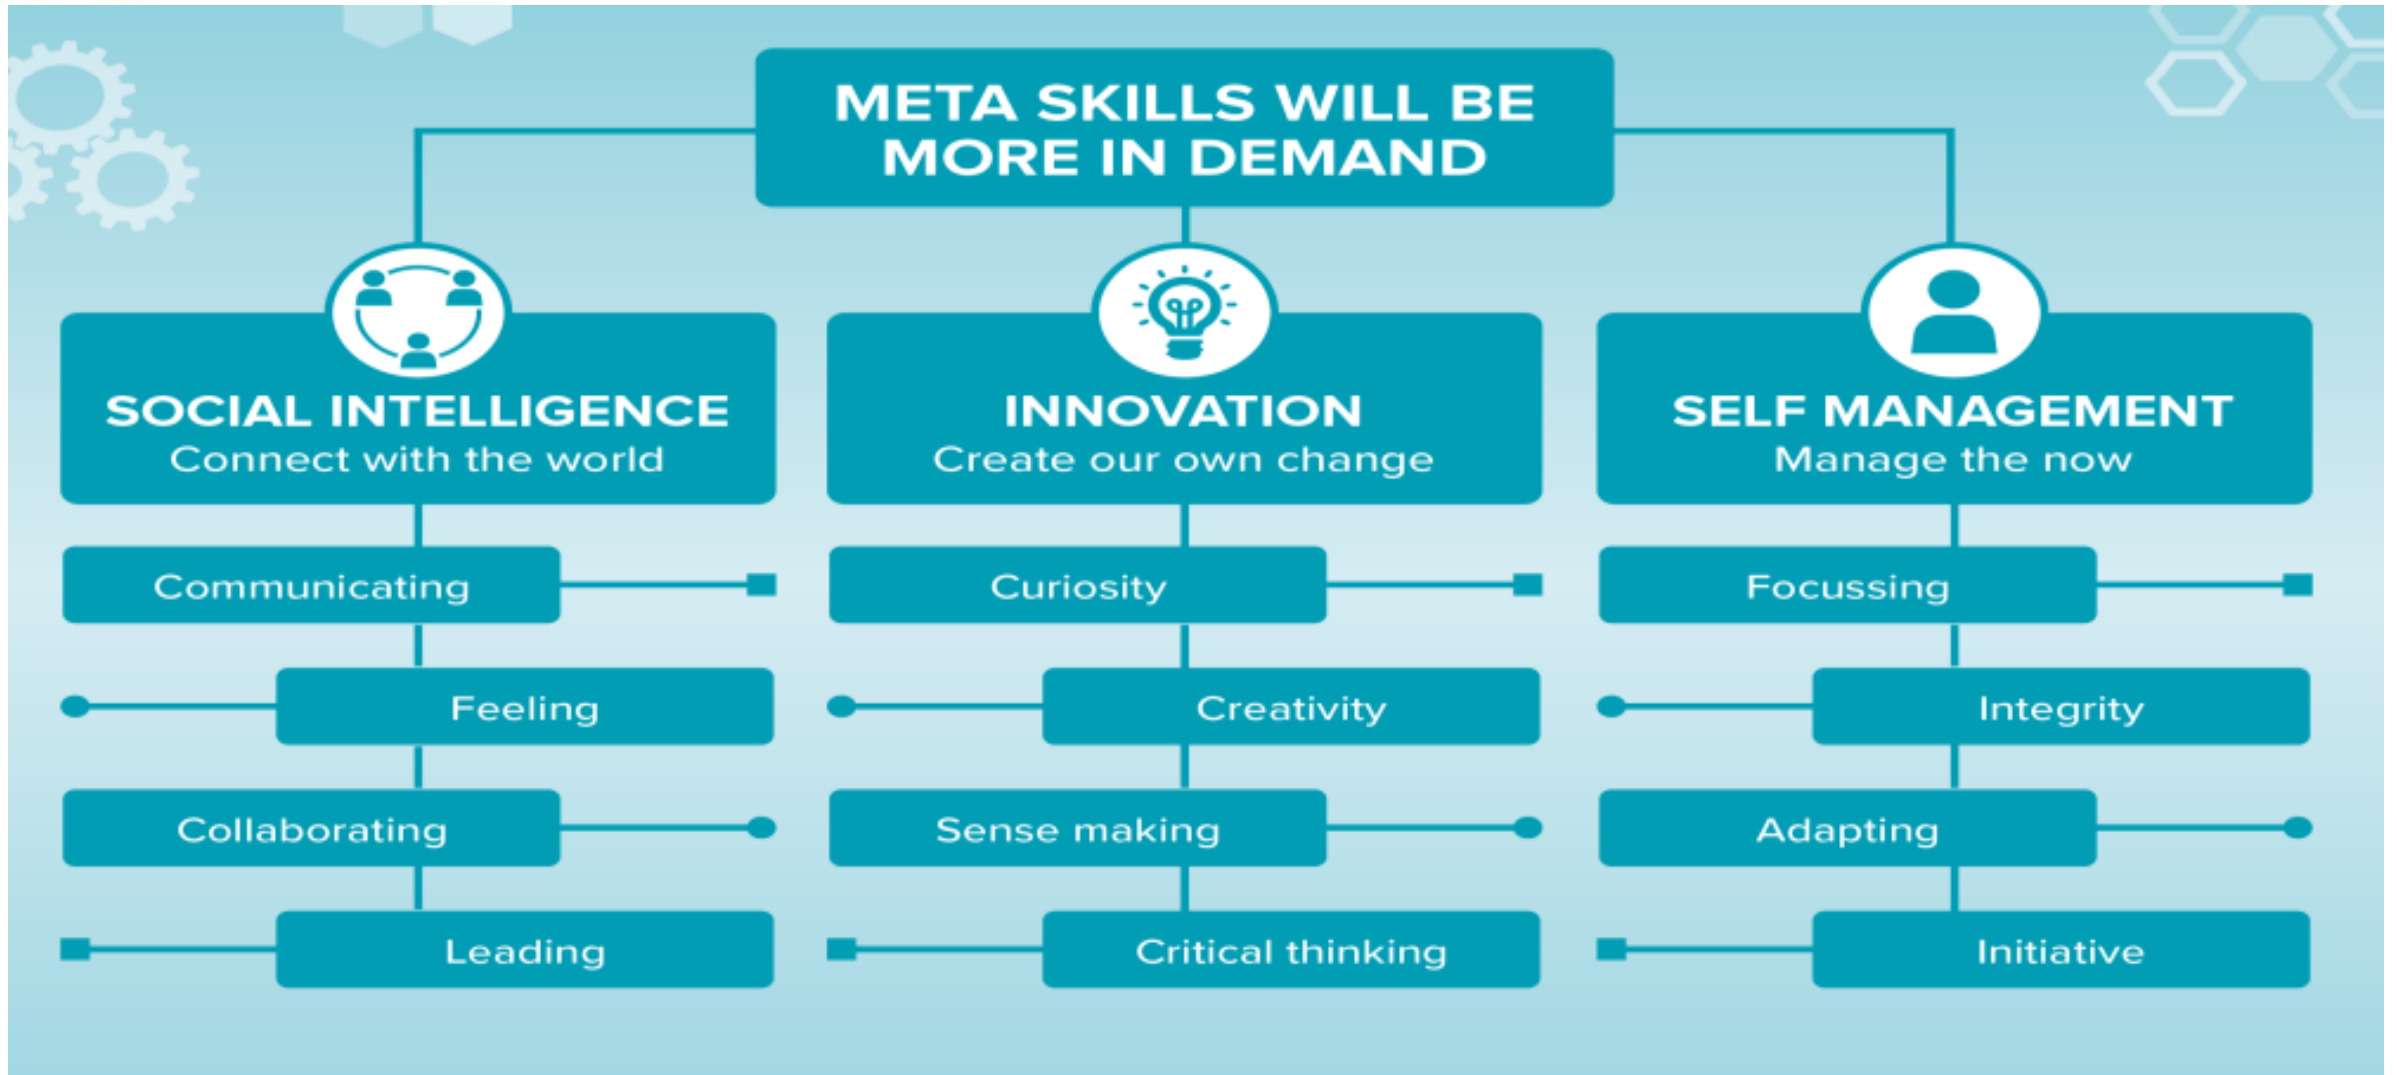 META SKILLS WILL BE
MORE IN DEMAND
SOCIAL INTELLIGENCE
Connect with the world
Communicating
Feeling
Collaborating
Leading
INNOVATION
Create our own change
Curiosity
Creativity
Sense making
Critical thinking
SELF MANAGEMENT
Manage the now
Focussing
Integrity
Adapting
Initiative